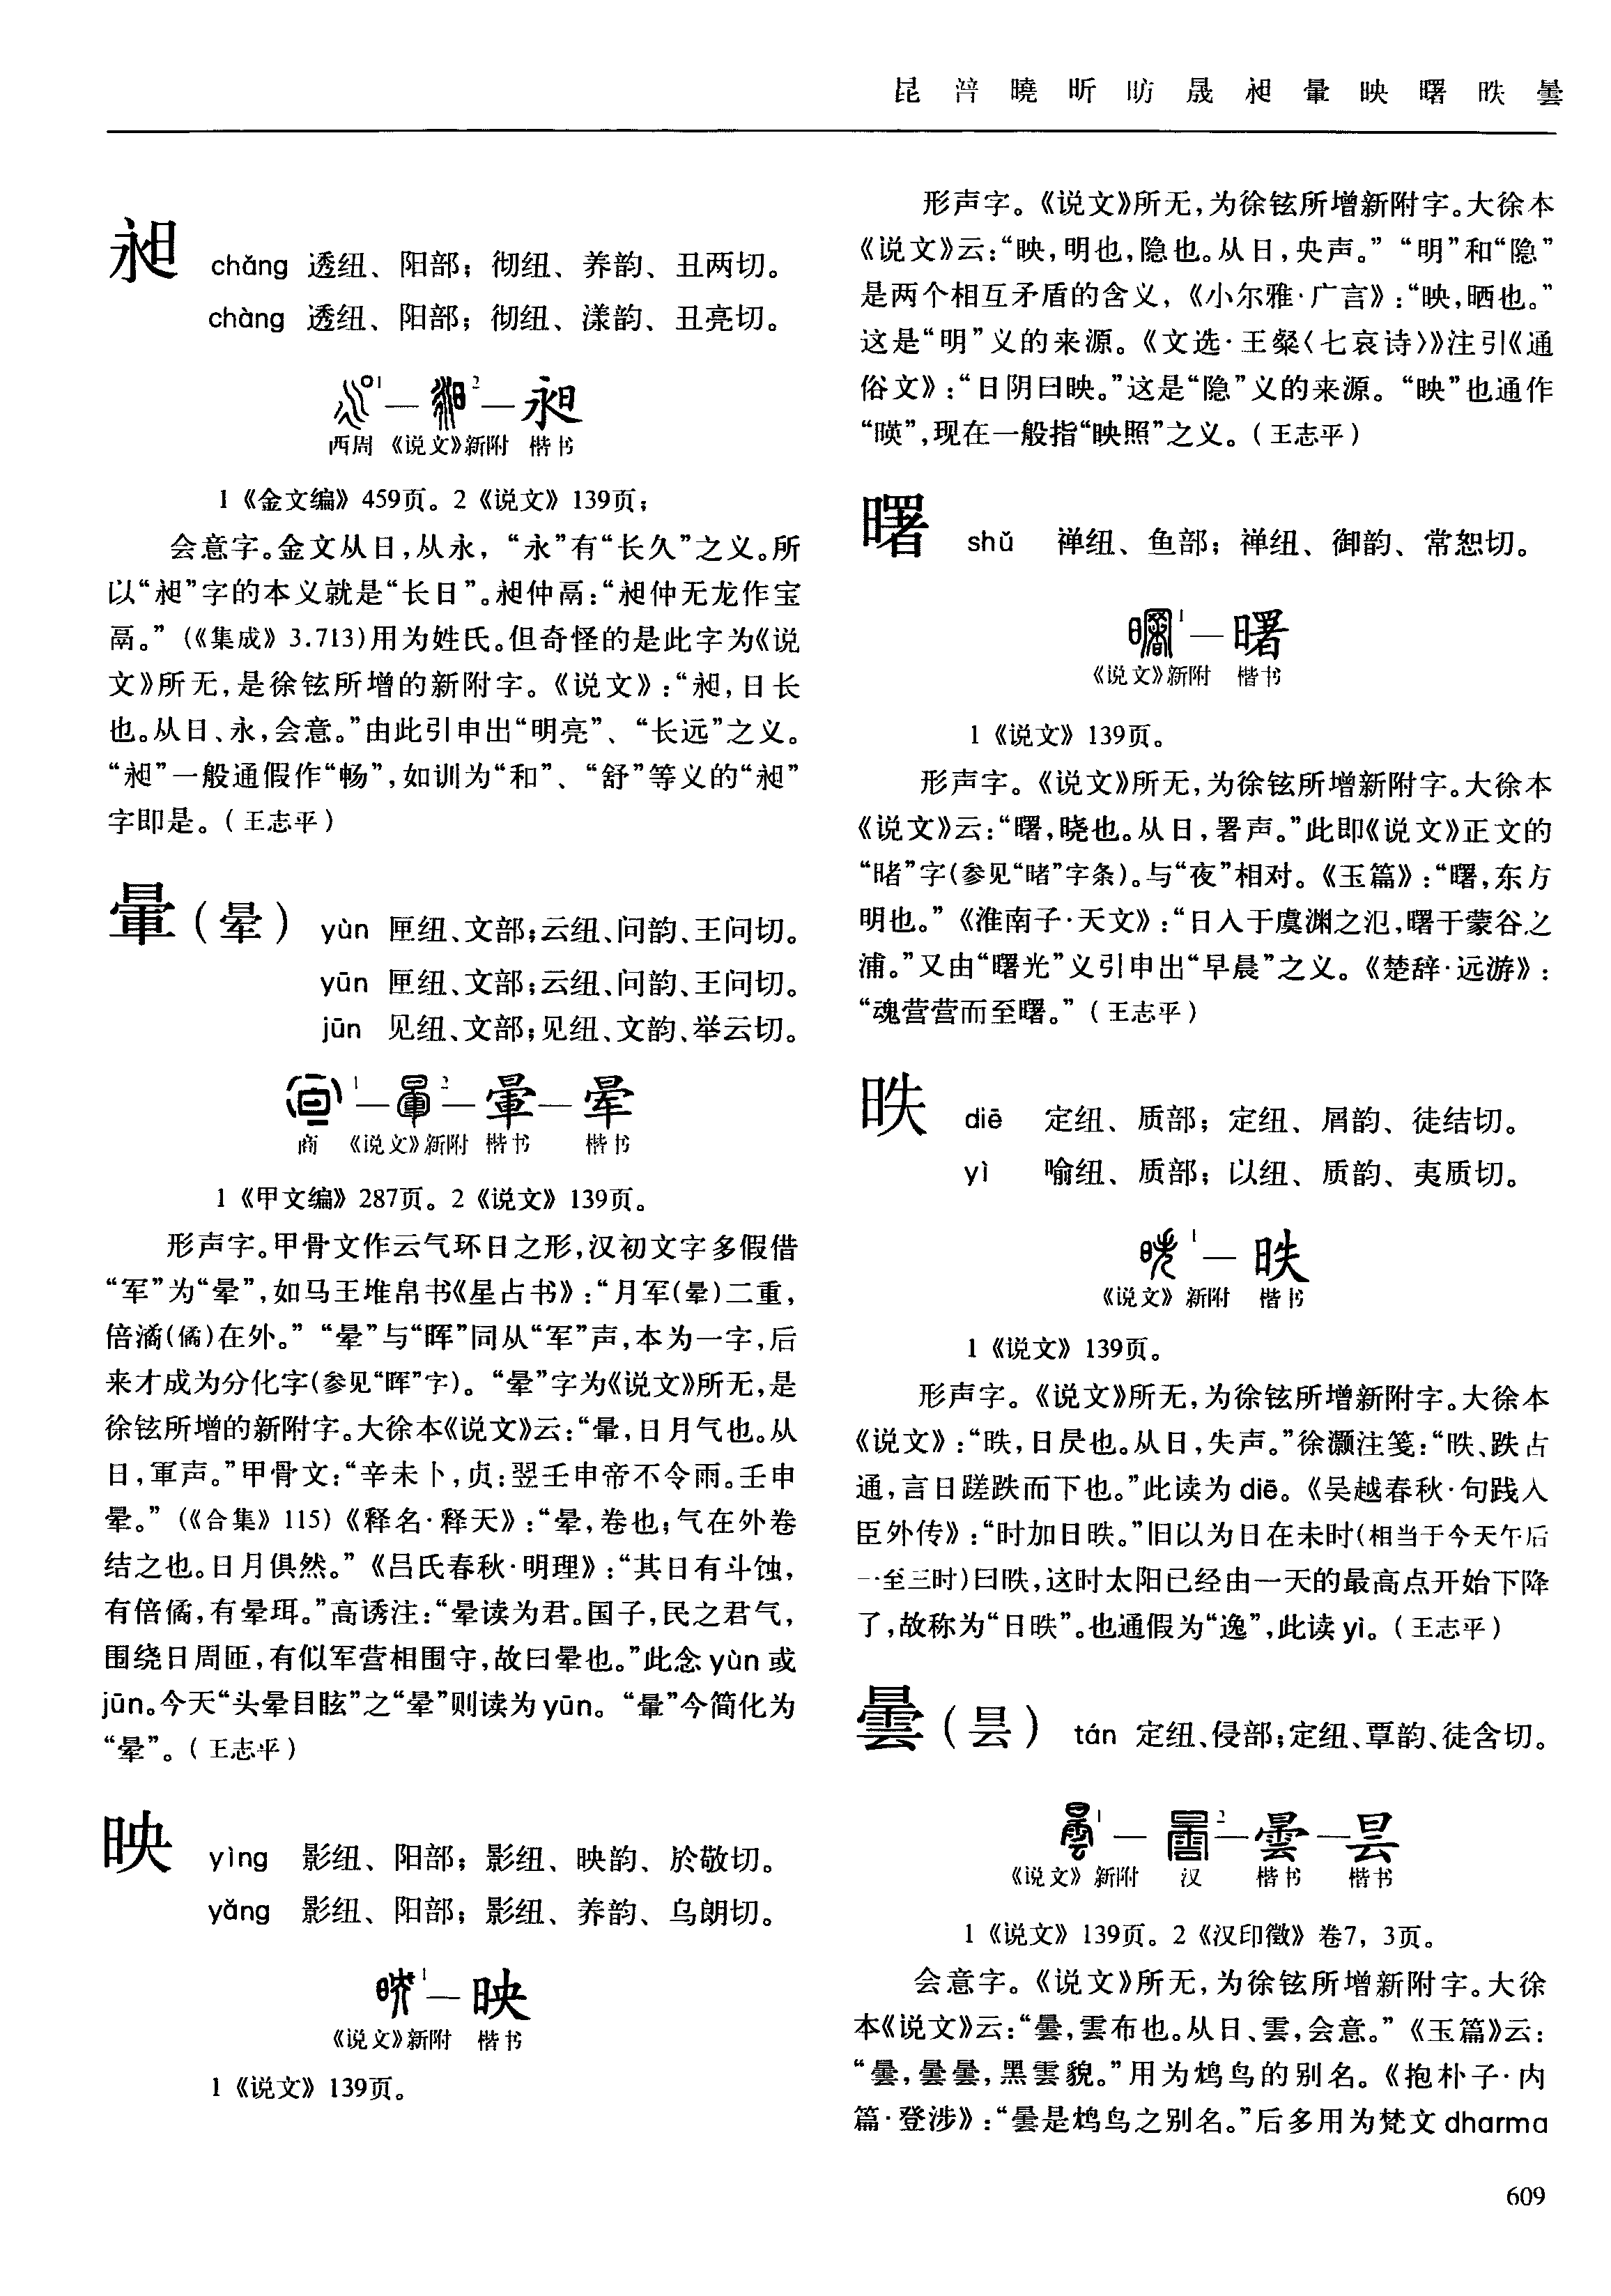 昆 普 曉 昕 昉 晟 昶 暈 映 曙 昳 曇
昶 chǎng 透纽、阳部；彻纽、养韵、丑两切。
chàng 透纽、阳部；彻纽、漾韵、丑亮切。
1—2—昶
西周 《说文》新附 楷书
1《金文编》459页。2《说文》139页；
会意字。金文从日，从永，“永”有“长久”之义。所
以“昶”字的本义就是“长日”。昶仲鬲：“昶仲无龙作宝
鬲。”（《集成》3.713）用为姓氏。但奇怪的是此字为《说
文》所无，是徐铉所增的新附字。《说文》：“昶，日长
也。从日、永，会意。”由此引申出“明亮”、“长远”之义。
“昶”一般通假作“畅”，如训为“和”、“舒”等义的“昶”
字即是。（王志平）
暈（晕） yùn 匣纽、文部；云纽、问韵、王问切。
yūn 匣纽、文部；云纽、问韵、王问切。
jūn 见纽、文部；见纽、文韵、举云切。
1—2—暈—晕
商 《说文》新附 楷书 楷书
1《甲文编》287页。2《说文》139页。
形声字。甲骨文作云气环日之形，汉初文字多假借
“军”为“晕”，如马王堆帛书《星占书》：“月军（晕）二重，
倍潏（僪）在外。”“晕”与“晖”同从“军”声，本为一字，后
来才成为分化字（参见“晖”字）。“晕”字为《说文》所无，是
徐铉所增的新附字。大徐本《说文》云：“暈，日月气也。从
日，軍声。”甲骨文：“辛未卜，贞：翌壬申帝不令雨。壬申
晕。”（《合集》115）《释名·释天》：“晕，卷也；气在外卷
结之也。日月俱然。”《吕氏春秋·明理》：“其日有斗蚀，
有倍僪，有晕珥。”高诱注：“晕读为君。国子，民之君气，
围绕日周匝，有似军营相围守，故曰晕也。”此念 yùn 或
jūn。今天“头晕目眩”之“晕”则读为 yūn。“暈”今简化为
“晕”。（王志平）
映 yìng 影纽、阳部；影纽、映韵、於敬切。
yǎng 影纽、阳部；影纽、养韵、乌朗切。
1—映
《说文》新附 楷书
1《说文》139页。
形声字。《说文》所无，为徐铉所增新附字。大徐本
《说文》云：“映，明也，隐也。从日，央声。”“明”和“隐”
是两个相互矛盾的含义，《小尔雅·广言》：“映，晒也。”
这是“明”义的来源。《文选·王粲〈七哀诗〉》注引《通
俗文》：“日阴曰映。”这是“隐”义的来源。“映”也通作
“暎”，现在一般指“映照”之义。（王志平）
曙 shǔ 禅纽、鱼部；禅纽、御韵、常恕切。
1—曙
《说文》新附 楷书
1《说文》139页。
形声字。《说文》所无，为徐铉所增新附字。大徐本
《说文》云：“曙，晓也。从日，署声。”此即《说文》正文的
“睹”字（参见“睹”字条）。与“夜”相对。《玉篇》：“曙，东方
明也。”《淮南子·天文》：“日入于虞渊之汜，曙于蒙谷之
浦。”又由“曙光”义引申出“早晨”之义。《楚辞·远游》：
“魂营营而至曙。”（王志平）
昳 diē 定纽、质部；定纽、屑韵、徒结切。
yì 喻纽、质部；以纽、质韵、夷质切。
1—昳
《说文》新附 楷书
1《说文》139页。
形声字。《说文》所无，为徐铉所增新附字。大徐本
《说文》：“昳，日昃也。从日，失声。”徐灏注笺：“昳、跌古
通，言日蹉跌而下也。”此读为 diē。《吴越春秋·句践入
臣外传》：“时加日昳。”旧以为日在未时（相当于今天午后
一至三时）曰昳，这时太阳已经由一天的最高点开始下降
了，故称为“日昳”。也通假为“逸”，此读 yì。（王志平）
曇（昙） tán 定纽、侵部；定纽、覃韵、徒含切。
1—2—曇—昙
《说文》新附 汉 楷书 楷书
1《说文》139页。2《汉印徵》卷7，3页。
会意字。《说文》所无，为徐铉所增新附字。大徐
本《说文》云：“曇，雲布也。从日、雲，会意。”《玉篇》云：
“曇，曇曇，黑雲貌。”用为鸩鸟的别名。《抱朴子·内
篇·登涉》：“曇是鸩鸟之别名。”后多用为梵文 dharma
609